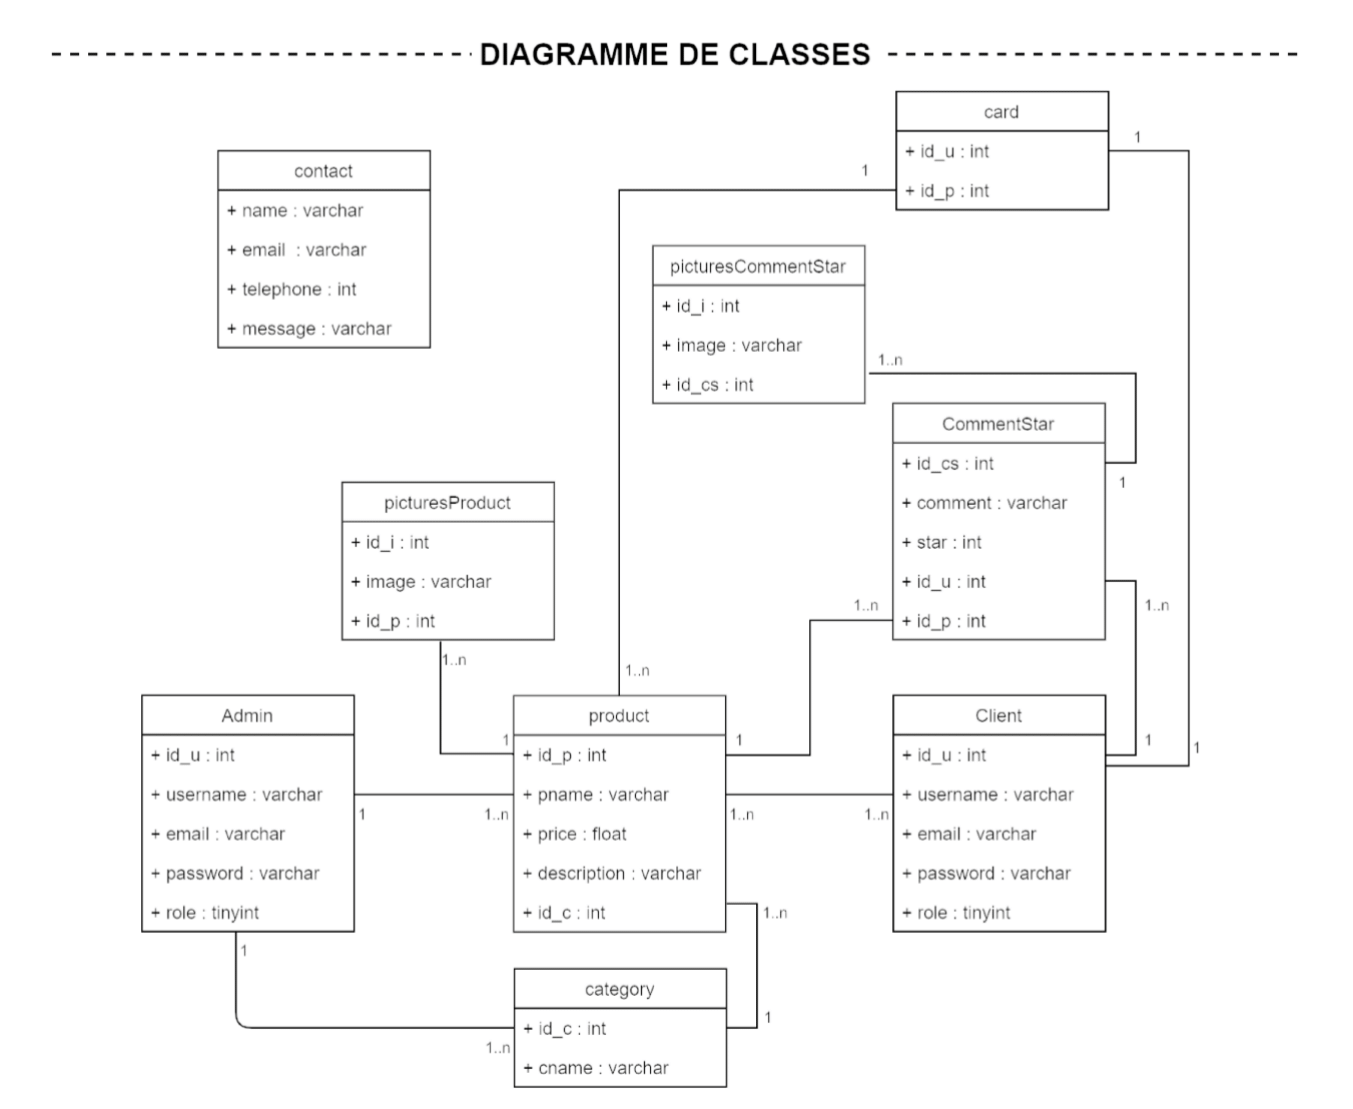 DIAGRAMME DE CLASSES
card
+ id_u : int
+ id_p : int
1
1
contact
+ name : varchar
+ email  : varchar
+ telephone : int
+ message : varchar
picturesCommentStar
+ id_i : int
+ image : varchar
+ id_cs : int
1..n
CommentStar
+ id_cs : int
+ comment : varchar
+ star : int
+ id_u : int
+ id_p : int
1
1..n
1..n
picturesProduct
+ id_i : int
+ image : varchar
+ id_p : int
1..n
1..n
Admin
+ id_u : int
+ username : varchar
+ email : varchar
+ password : varchar
+ role : tinyint
1
1
1
1..n
product
+ id_p : int
+ pname : varchar
+ price : float
+ description : varchar
+ id_c : int
1
1..n
1..n
1..n
Client
+ id_u : int
+ username : varchar
+ email : varchar
+ password : varchar
+ role : tinyint
1
1
category
+ id_c : int
+ cname : varchar
1..n
1